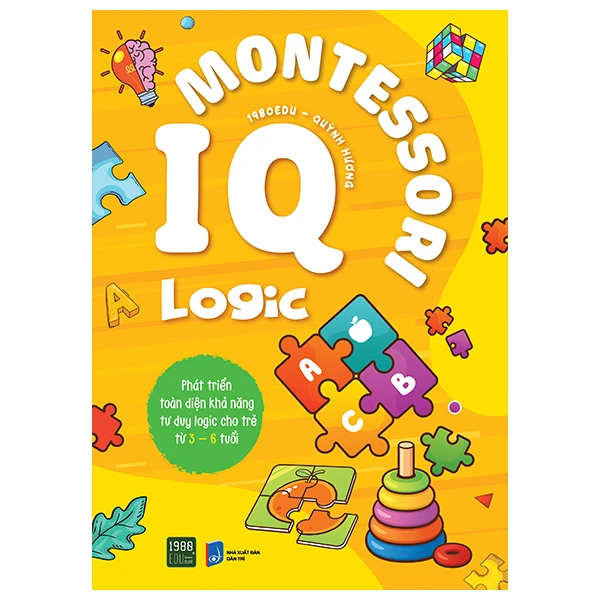 MONTESSORI
1980EDU – QUỲNH HƯƠNG
IQ
Logic
A
A
B
C
Phát triển
toàn diện khả năng
tư duy logic cho trẻ
từ 3 – 6 tuổi
1980
EDU
NHÀ XUẤT BẢN
DÂN TRÍ